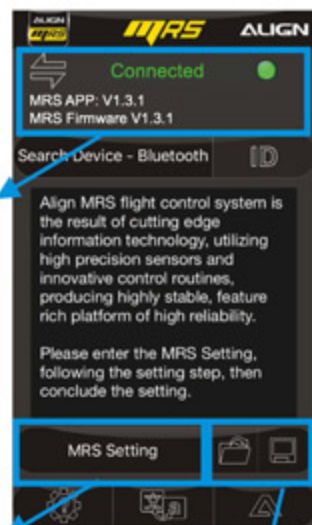 ALIGN
MRS
MRS
ALIGN
Connected
MRS APP: V1.3.1
MRS Firmware V1.3.1
Search Device - Bluetooth
ID
Align MRS flight control system is
the result of cutting edge
information technology, utilizing
high precision sensors and
innovative control routines,
producing highly stable, feature
rich platform of high reliability.
Please enter the MRS Setting,
following the setting step, then
conclude the setting.
MRS Setting